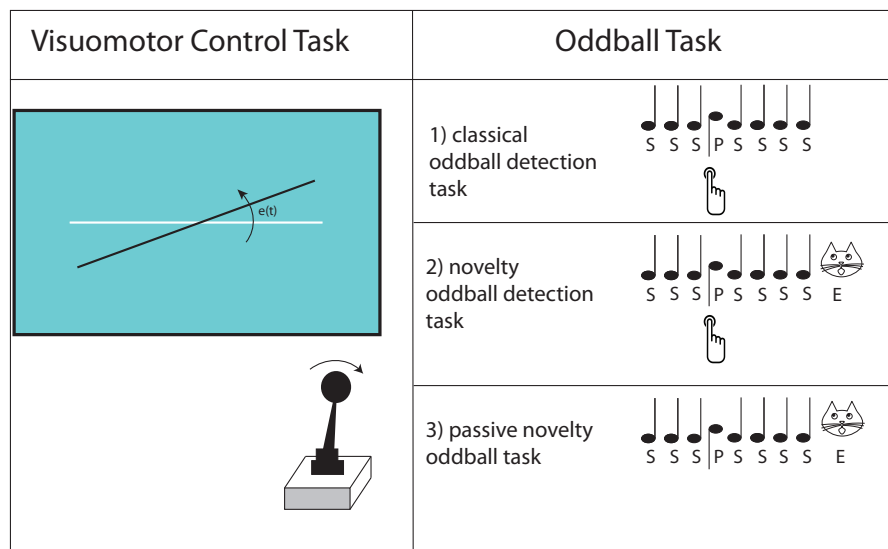 Visuomotor Control Task
Oddball Task
e(t)
1) classical
oddball detection
task
S S S P S S S S
2) novelty
oddball detection
task
S S S P S S S S E
3) passive novelty
oddball task
S S S P S S S S E